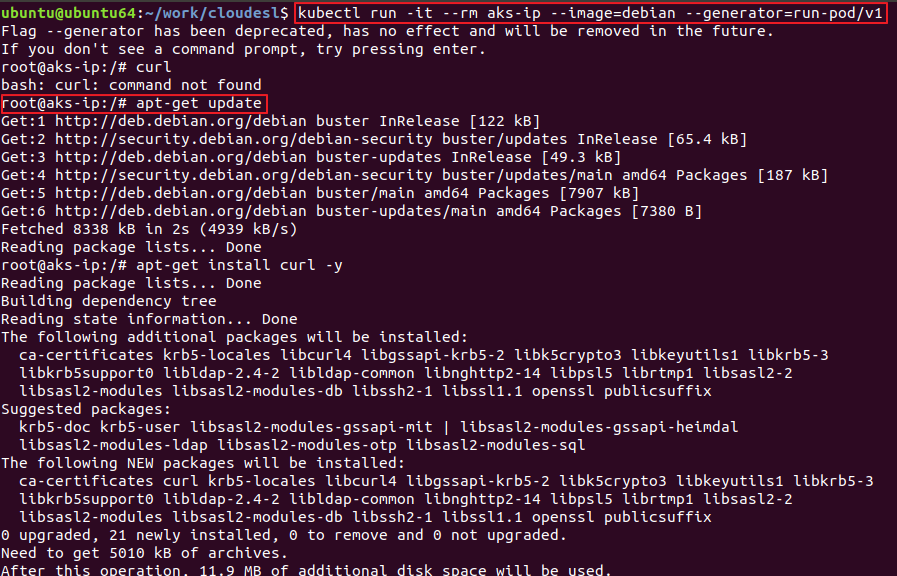 ubuntu@ubuntu64:~/work/cloudesl$ kubectl run -it --rm aks-ip --image=debian --generator=run-pod/v1
Flag --generator has been deprecated, has no effect and will be removed in the future.
If you don't see a command prompt, try pressing enter.
root@aks-ip:/# curl
bash: curl: command not found
root@aks-ip:/# apt-get update
Get:1 http://deb.debian.org/debian buster InRelease [122 kB]
Get:2 http://security.debian.org/debian-security buster/updates InRelease [65.4 kB]
Get:3 http://deb.debian.org/debian buster-updates InRelease [49.3 kB]
Get:4 http://security.debian.org/debian-security buster/updates/main amd64 Packages [187 kB]
Get:5 http://deb.debian.org/debian buster/main amd64 Packages [7907 kB]
Get:6 http://deb.debian.org/debian buster-updates/main amd64 Packages [7380 B]
Fetched 8338 kB in 2s (4939 kB/s)
Reading package lists... Done
root@aks-ip:/# apt-get install curl -y
Reading package lists... Done
Building dependency tree
Reading state information... Done
The following additional packages will be installed:
  ca-certificates krb5-locales libcurl4 libgssapi-krb5-2 libk5crypto3 libkeyutils1 libkrb5-3
  libkrb5support0 libldap-2.4-2 libldap-common libnghttp2-14 libpsl5 librtmp1 libsasl2-2
  libsasl2-modules libsasl2-modules-db libssh2-1 libssl1.1 openssl publicsuffix
Suggested packages:
  krb5-doc krb5-user libsasl2-modules-gssapi-mit | libsasl2-modules-gssapi-heimdal
  libsasl2-modules-ldap libsasl2-modules-otp libsasl2-modules-sql
The following NEW packages will be installed:
  ca-certificates curl krb5-locales libcurl4 libgssapi-krb5-2 libk5crypto3 libkeyutils1 libkrb5-3
  libkrb5support0 libldap-2.4-2 libldap-common libnghttp2-14 libpsl5 librtmp1 libsasl2-2
  libsasl2-modules libsasl2-modules-db libssh2-1 libssl1.1 openssl publicsuffix
0 upgraded, 21 newly installed, 0 to remove and 0 not upgraded.
Need to get 5010 kB of archives.
After this operation, 11.9 MB of additional disk space will be used.